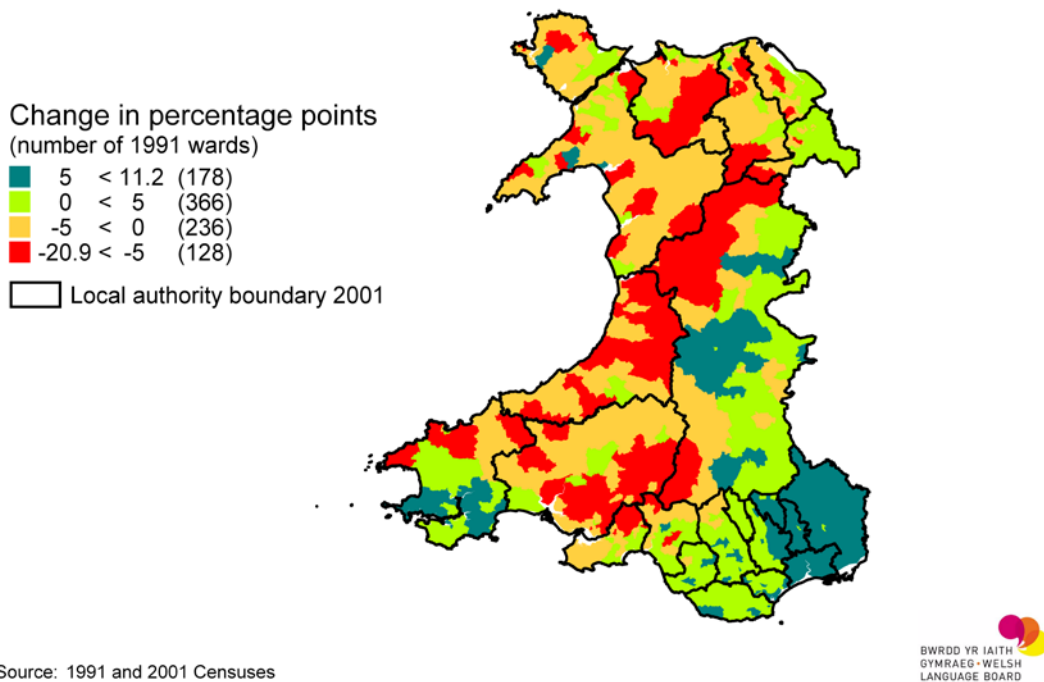 Change in percentage points
(number of 1991 wards)
5 < 11.2 (178)
0 < 5 (366)
-5 < 0 (236)
-20.9 < -5 (128)
Local authority boundary 2001
Source: 1991 and 2001 Censuses
BWRDD YR IAITH
GYMRAEG • WELSH
LANGUAGE BOARD